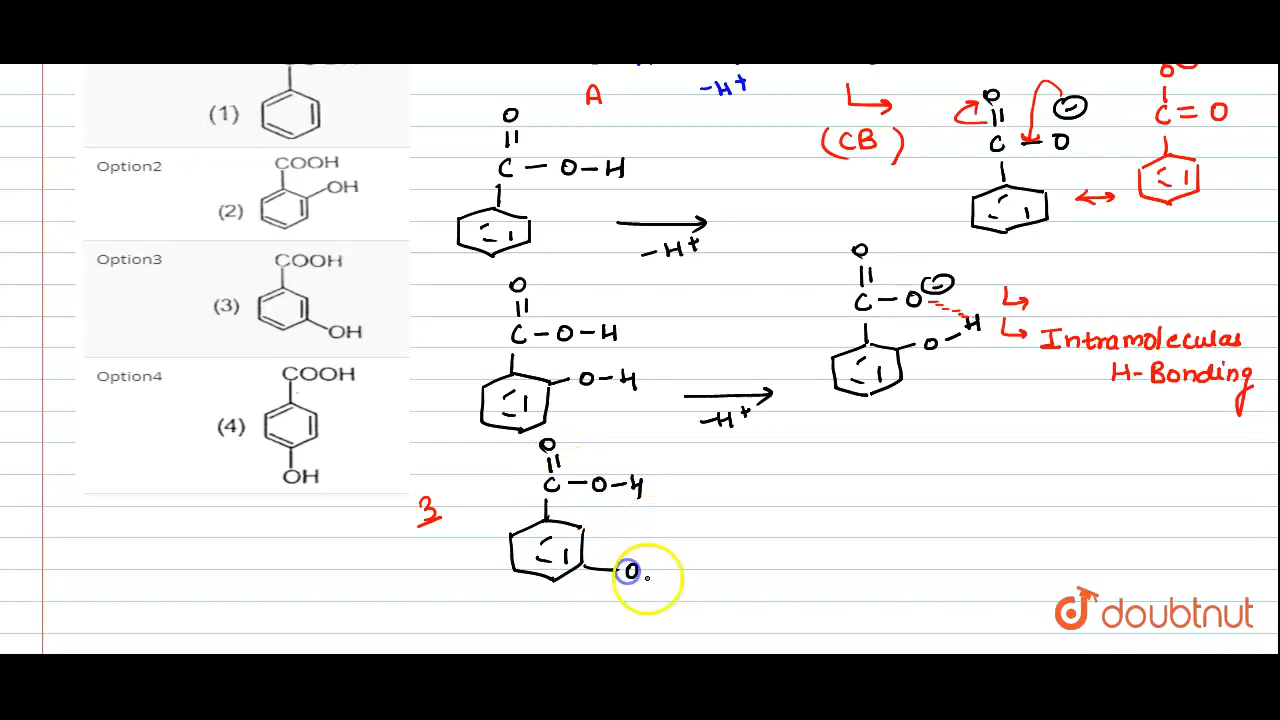 A
-H+
(CB)
O
C = O
O
-
C - O
O
C - O - H
-H+
(1)
Option2
COOH
OH
(2)
Option3
COOH
(3)
OH
Option4
COOH
(4)
OH
O
C - O - H
O - H
-H+
O
-
C - O
H
O
Intramolecular
H-Bonding
3
O
C - O - H
O
doubtnut